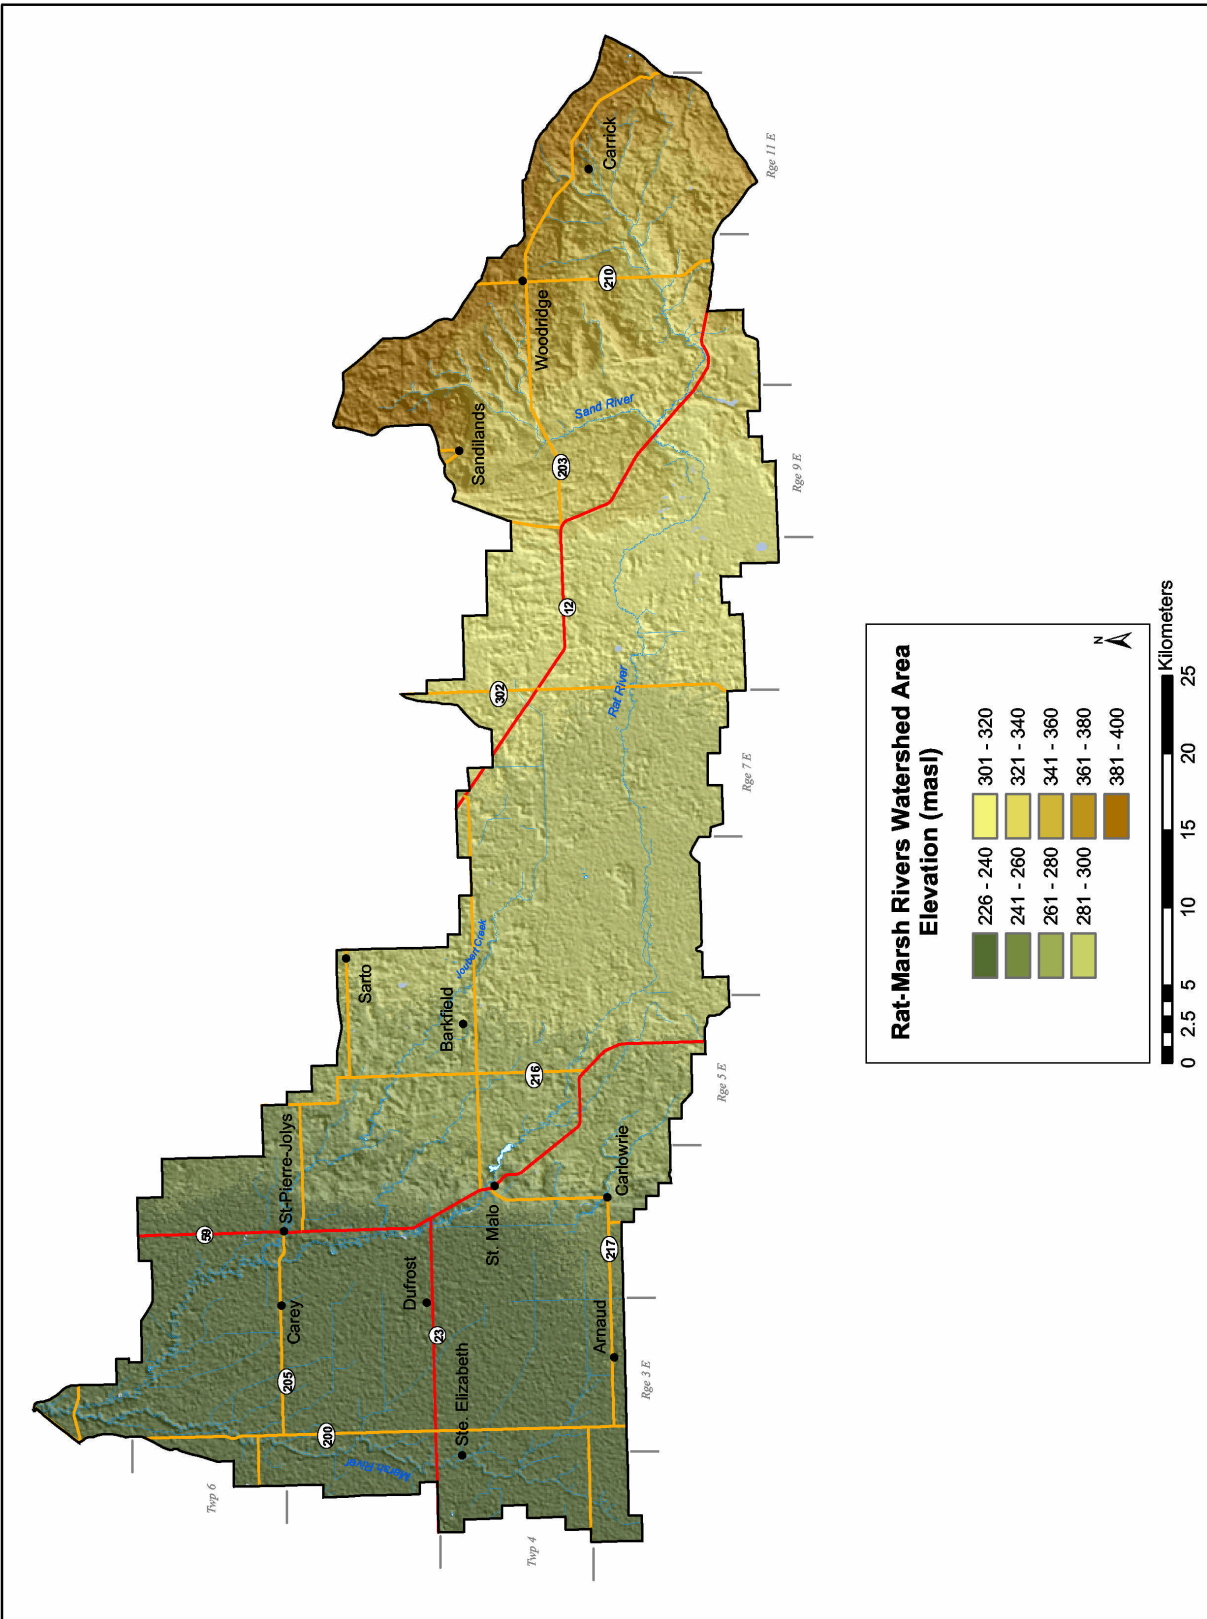 59
St-Pierre-Jolys
Carey
205
200
Marsh River
Twp 6
Dufrost
23
Ste. Elizabeth
Twp 4
St. Malo
Carlowrie
217
Arnaud
Rge 3 E
Sarto
Barkfield
Joubert Creek
216
Rge 5 E
302
12
Rat River
Rge 7 E
Sandilands
203
Sand River
Rge 9 E
Woodridge
210
Carrick
Rge 11 E
Rat-Marsh Rivers Watershed Area
Elevation (masl)
226 - 240
241 - 260
261 - 280
281 - 300
301 - 320
321 - 340
341 - 360
361 - 380
381 - 400
N
0 2.5 5 10 15 20 25
Kilometers